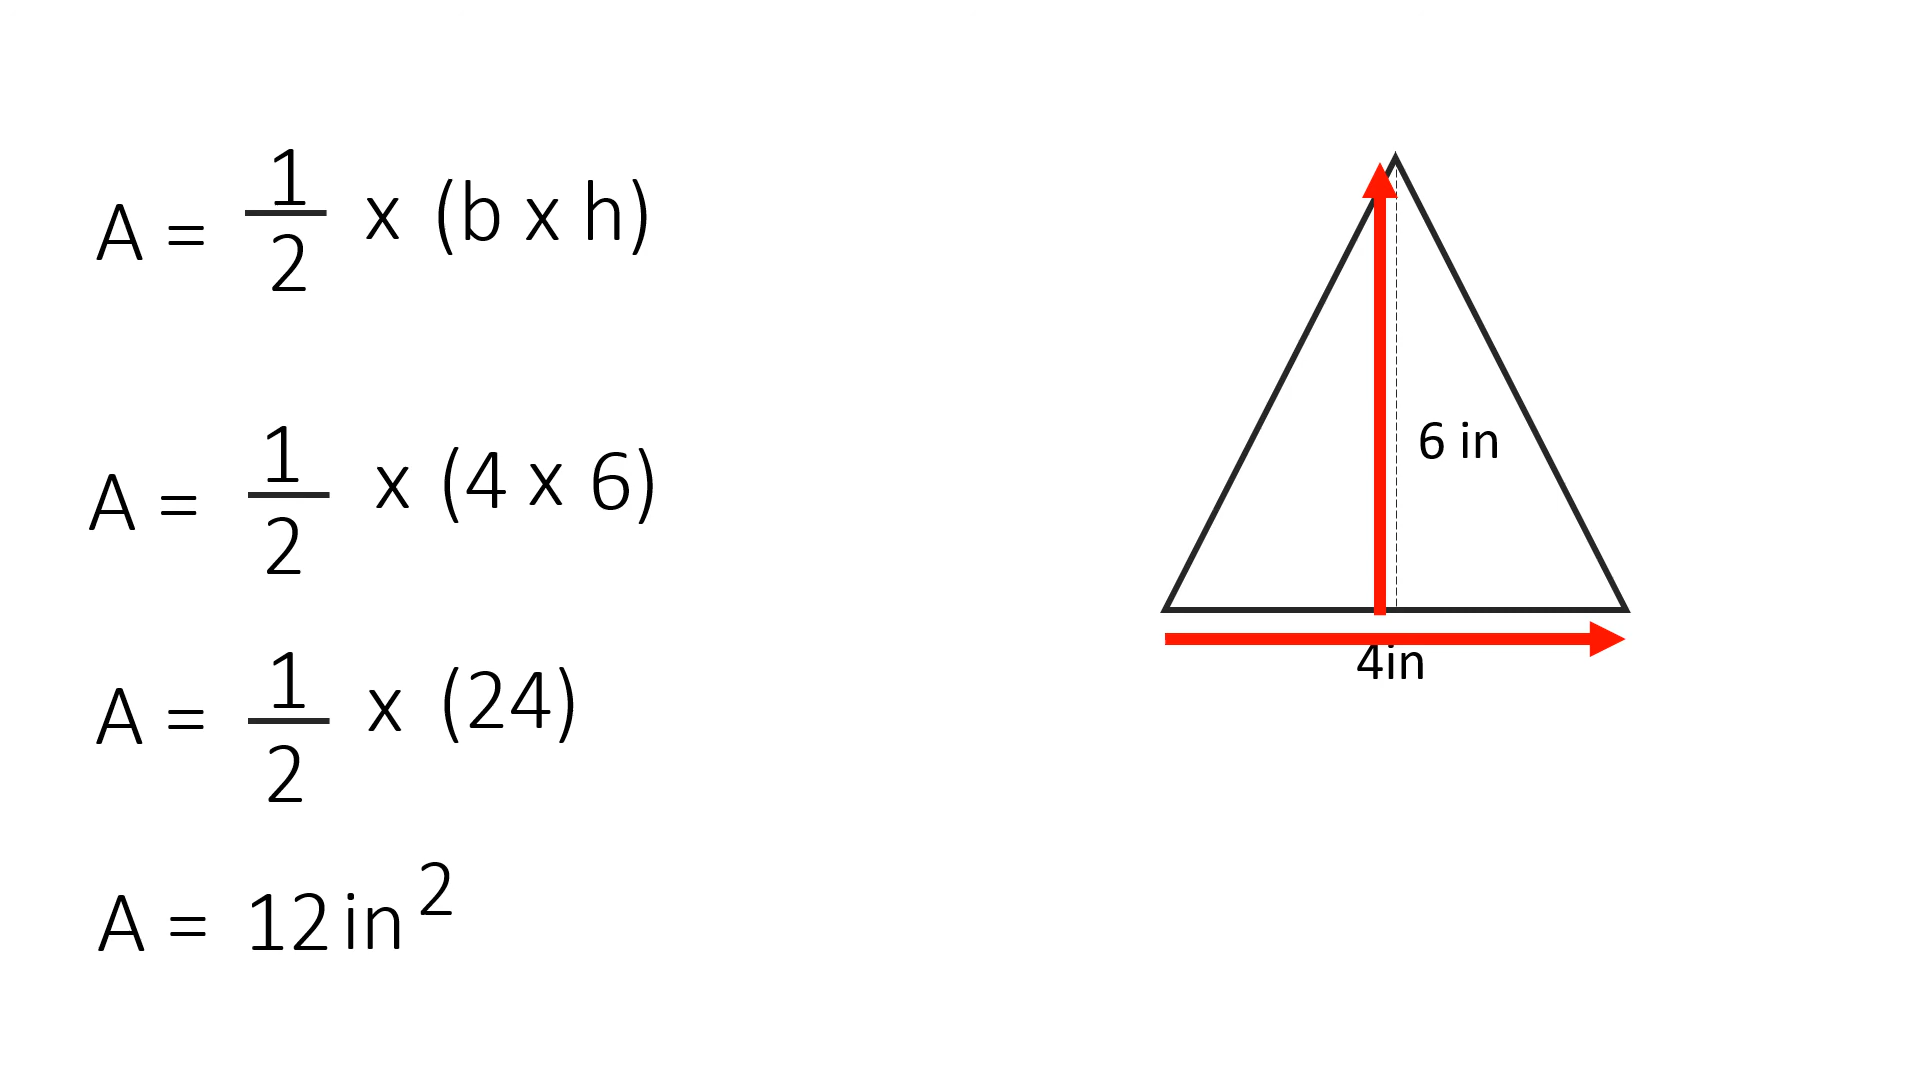 A = 1/2 x (b x h)
A = 1/2 x (4 x 6)
A = 1/2 x (24)
A = 12 in²
6 in
4in